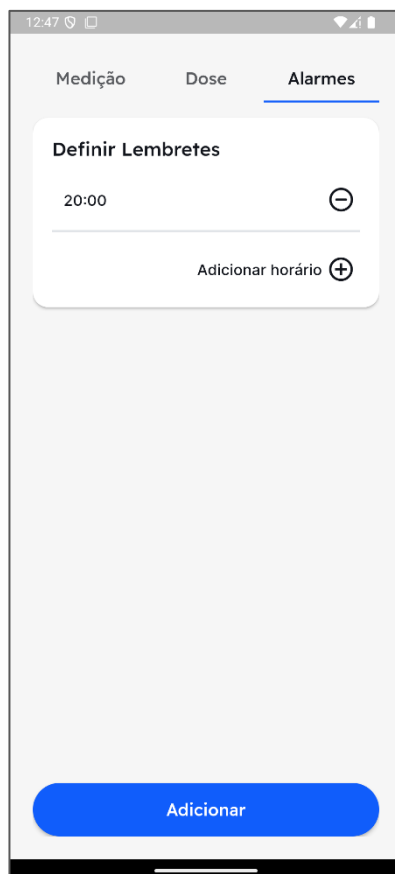 12:47
Medição Dose Alarmes
Definir Lembretes
20:00
Adicionar horário
Adicionar